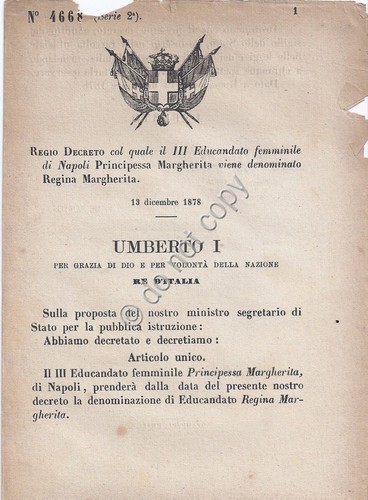 N° 4668 (Serie 2ª).
1
REGIO DECRETO col quale il III Educandato femminile
di Napoli Principessa Margherita viene denominato
Regina Margherita.
13 dicembre 1878
UMBERTO I
PER GRAZIA DI DIO E PER VOLONTÀ DELLA NAZIONE
RE D'ITALIA
Sulla proposta del nostro ministro segretario di
Stato per la pubblica istruzione:
Abbiamo decretato e decretiamo:
Articolo unico.
Il III Educandato femminile Principessa Margherita,
di Napoli, prenderà dalla data del presente nostro
decreto la denominazione di Educandato Regina Mar-
gherita.
© do not copy